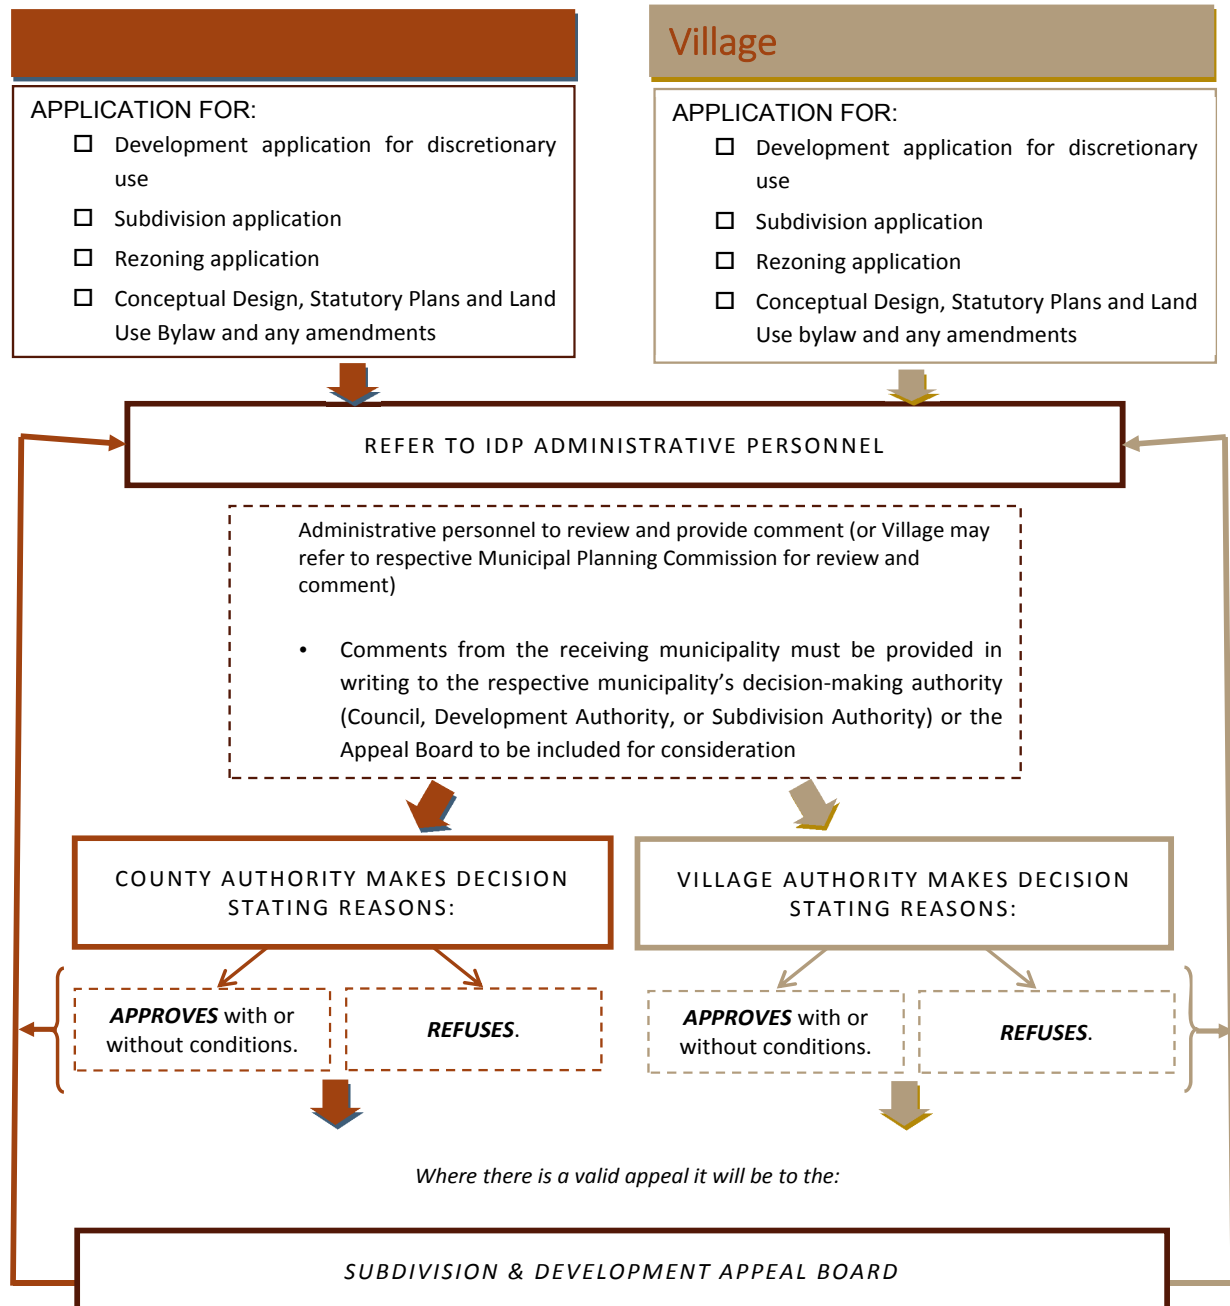 Village
APPLICATION FOR:
☐ Development application for discretionary
use
☐ Subdivision application
☐ Rezoning application
☐ Conceptual Design, Statutory Plans and Land
Use Bylaw and any amendments
APPLICATION FOR:
☐ Development application for discretionary
use
☐ Subdivision application
☐ Rezoning application
☐ Conceptual Design, Statutory Plans and Land
Use bylaw and any amendments
REFER TO IDP ADMINISTRATIVE PERSONNEL
Administrative personnel to review and provide comment (or Village may
refer to respective Municipal Planning Commission for review and
comment)
• Comments from the receiving municipality must be provided in
writing to the respective municipality’s decision-making authority
(Council, Development Authority, or Subdivision Authority) or the
Appeal Board to be included for consideration
COUNTY AUTHORITY MAKES DECISION
STATING REASONS:
VILLAGE AUTHORITY MAKES DECISION
STATING REASONS:
APPROVES with or
without conditions.
REFUSES.
APPROVES with or
without conditions.
REFUSES.
Where there is a valid appeal it will be to the:
SUBDIVISION & DEVELOPMENT APPEAL BOARD